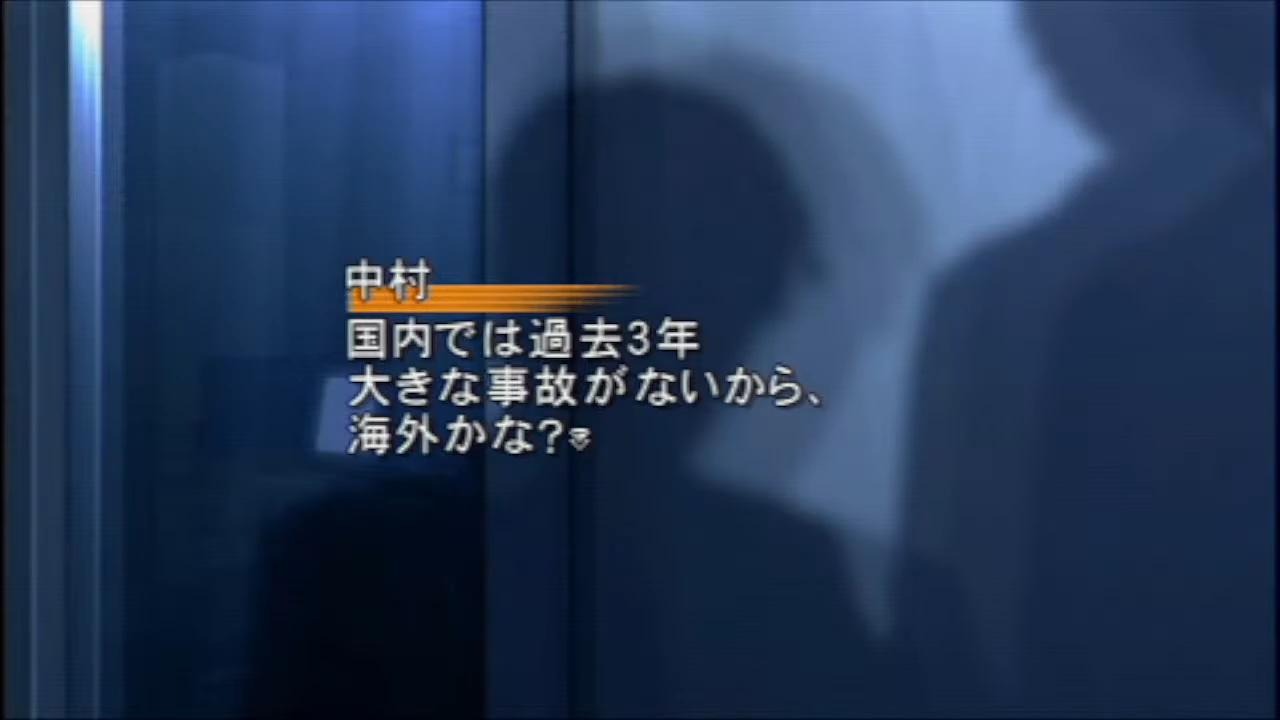 中村
国内では過去3年
大きな事故がないから、
海外かな?